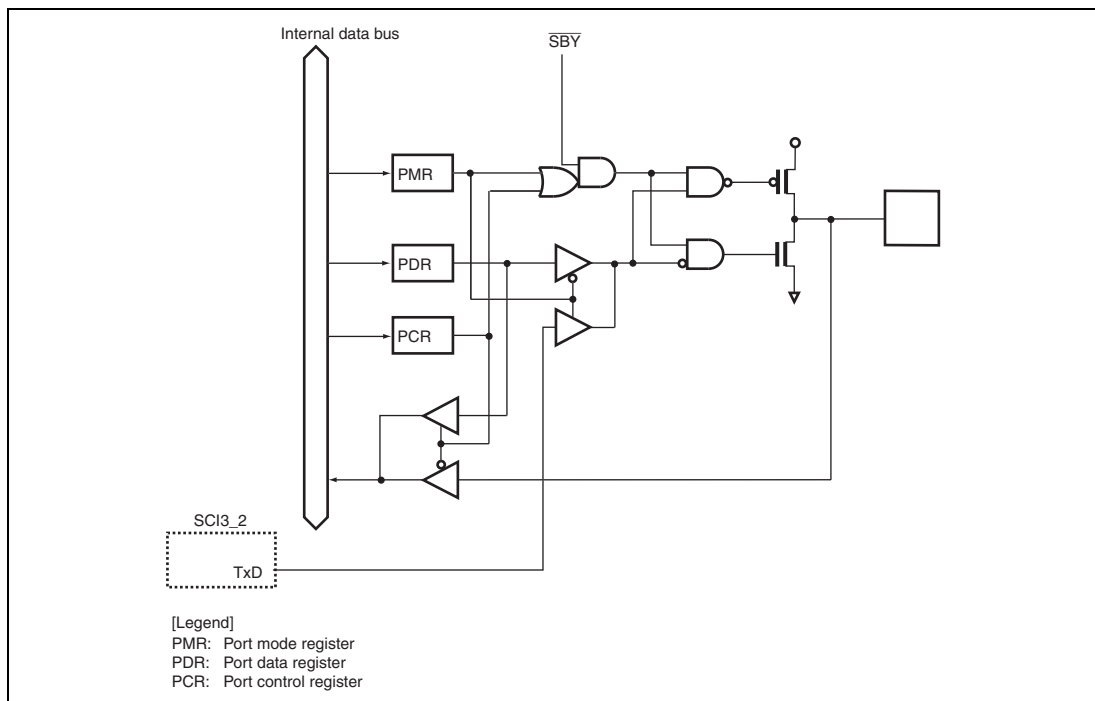 Internal data bus
SBY
PMR
PDR
PCR
SCI3_2
TxD
[Legend]
PMR: Port mode register
PDR: Port data register
PCR: Port control register